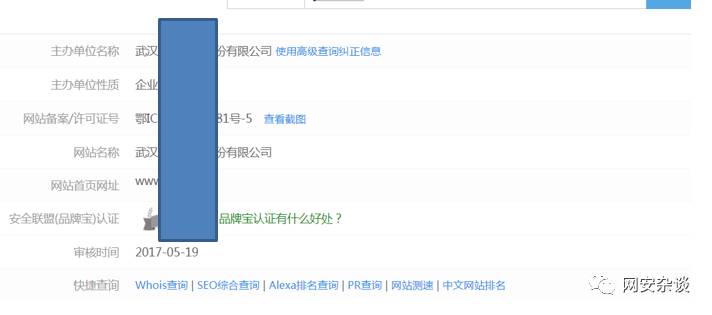 主办单位名称 武汉 份有限公司 使用高级查询纠正信息
主办单位性质 企业
网站备案/许可证号 鄂IC 81号-5 查看截图
网站名称 武汉 份有限公司
网站首页网址 www
安全联盟(品牌宝)认证 品牌宝认证有什么好处？
审核时间 2017-05-19
快捷查询 Whois查询 | SEO综合查询 | Alexa排名查询 | PR查询 | 网站测速 | 中文网站排名
网安杂谈